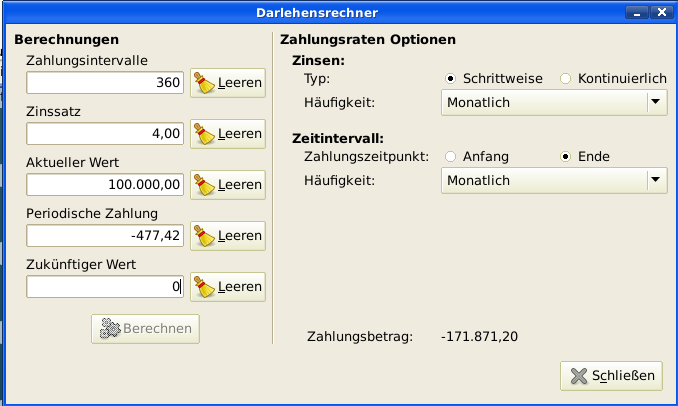 Darlehensrechner
Berechnungen
Zahlungsintervalle
360 Leeren
Zinssatz
4,00 Leeren
Aktueller Wert
100.000,00 Leeren
Periodische Zahlung
-477,42 Leeren
Zukünftiger Wert
0 Leeren
Berechnen
Zahlungsraten Optionen
Zinsen:
Typ: Schrittweise Kontinuierlich
Häufigkeit: Monatlich
Zeitintervall:
Zahlungszeitpunkt: Anfang Ende
Häufigkeit: Monatlich
Zahlungsbetrag: -171.871,20
Schließen